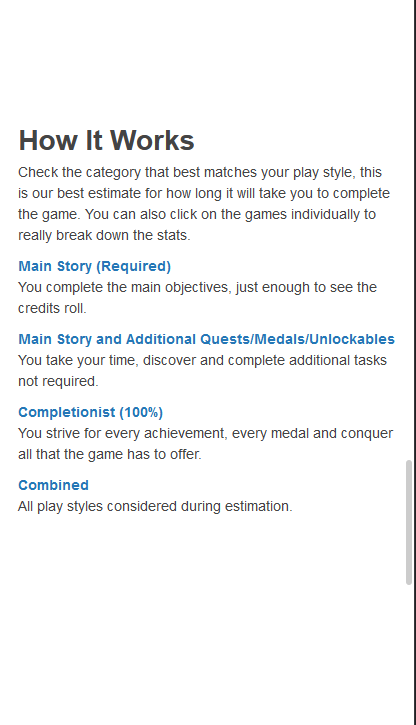 How It Works
Check the category that best matches your play style, this
is our best estimate for how long it will take you to complete
the game. You can also click on the games individually to
really break down the stats.
Main Story (Required)
You complete the main objectives, just enough to see the
credits roll.
Main Story and Additional Quests/Medals/Unlockables
You take your time, discover and complete additional tasks
not required.
Completionist (100%)
You strive for every achievement, every medal and conquer
all that the game has to offer.
Combined
All play styles considered during estimation.